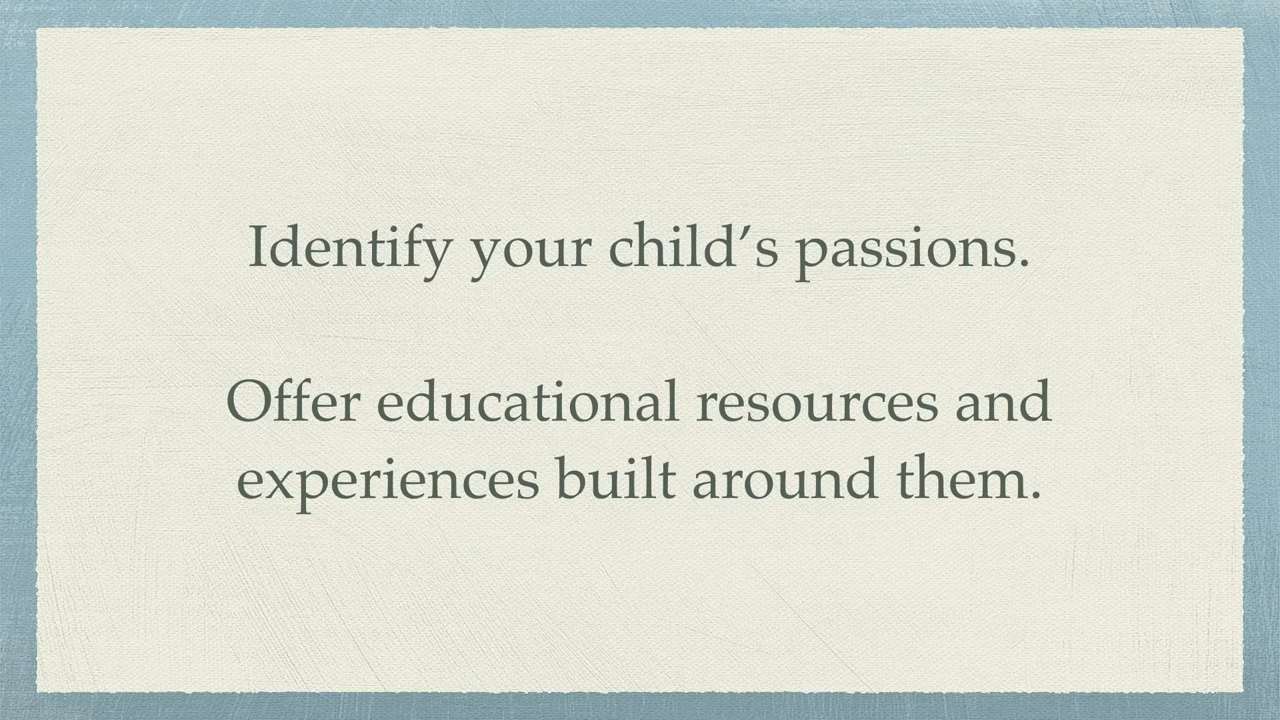 Identify your child’s passions.
Offer educational resources and
experiences built around them.